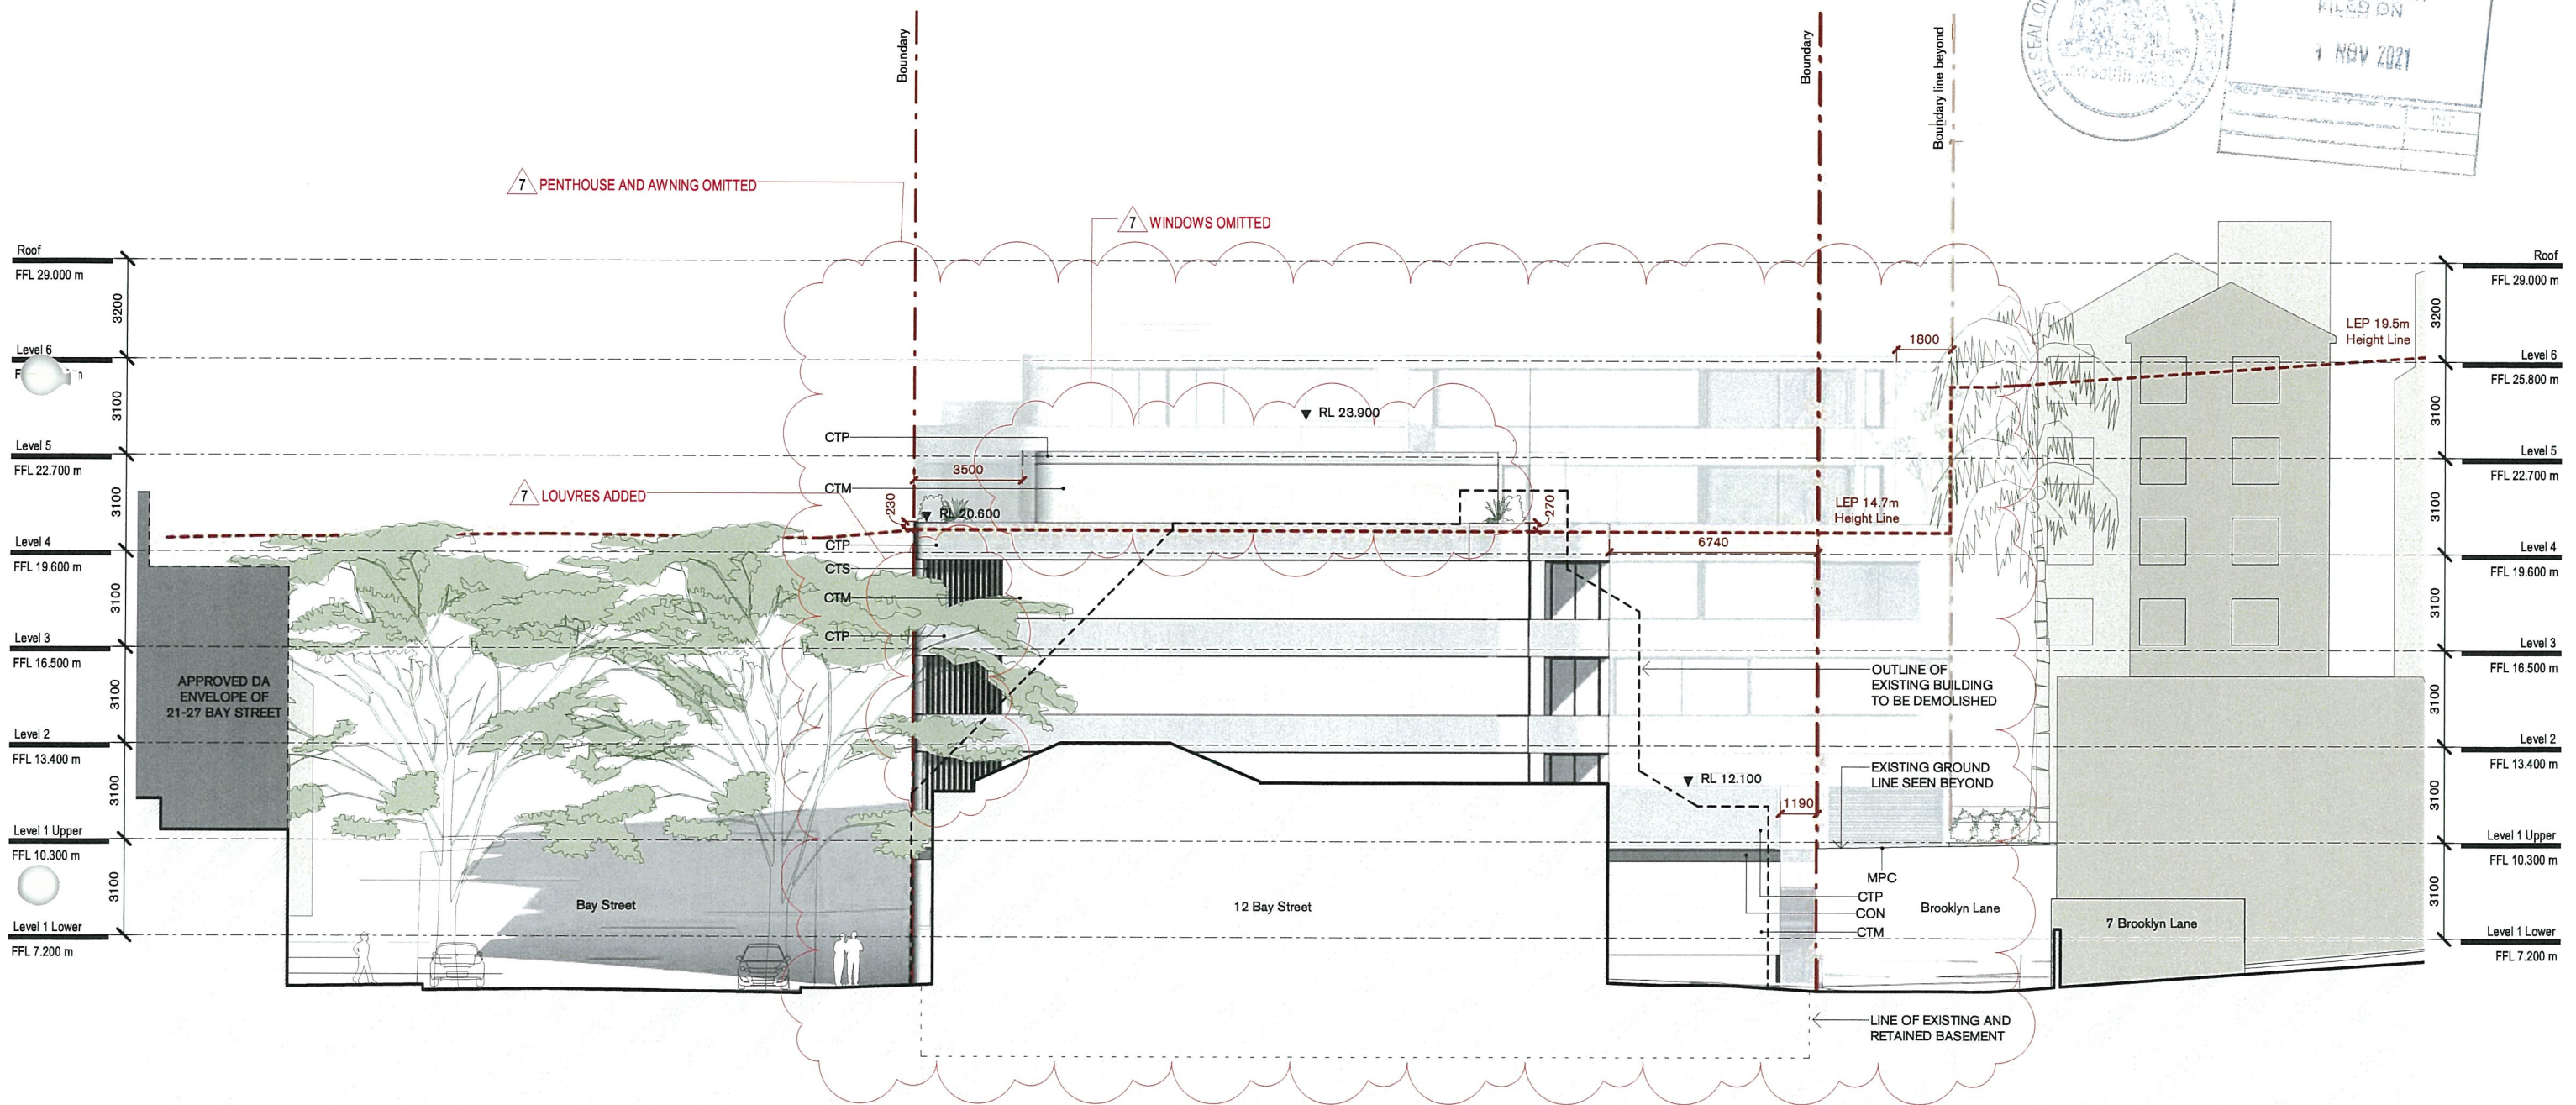 THE SEAL OF
NEW SOUTH WALES
FILED ON
1 NOV 2021
INT
Boundary
Boundary
Boundary line beyond
7 PENTHOUSE AND AWNING OMITTED
7 WINDOWS OMITTED
7 LOUVRES ADDED
Roof
FFL 29.000 m
3200
Level 6
3100
Level 5
FFL 22.700 m
3100
Level 4
FFL 19.600 m
3100
Level 3
FFL 16.500 m
3100
Level 2
FFL 13.400 m
3100
Level 1 Upper
FFL 10.300 m
3100
Level 1 Lower
FFL 7.200 m
APPROVED DA
ENVELOPE OF
21-27 BAY STREET
Bay Street
CTP
3500
CTM
230
RL 20.600
CTP
CTS
CTM
CTP
RL 23.900
270
6740
LEP 14.7m
Height Line
1800
LEP 19.5m
Height Line
OUTLINE OF
EXISTING BUILDING
TO BE DEMOLISHED
RL 12.100
1190
EXISTING GROUND
LINE SEEN BEYOND
MPC
CTP
CON
CTM
12 Bay Street
Brooklyn Lane
7 Brooklyn Lane
LINE OF EXISTING AND
RETAINED BASEMENT
Roof
FFL 29.000 m
3200
Level 6
FFL 25.800 m
3100
Level 5
FFL 22.700 m
3100
Level 4
FFL 19.600 m
3100
Level 3
FFL 16.500 m
3100
Level 2
FFL 13.400 m
3100
Level 1 Upper
FFL 10.300 m
3100
Level 1 Lower
FFL 7.200 m